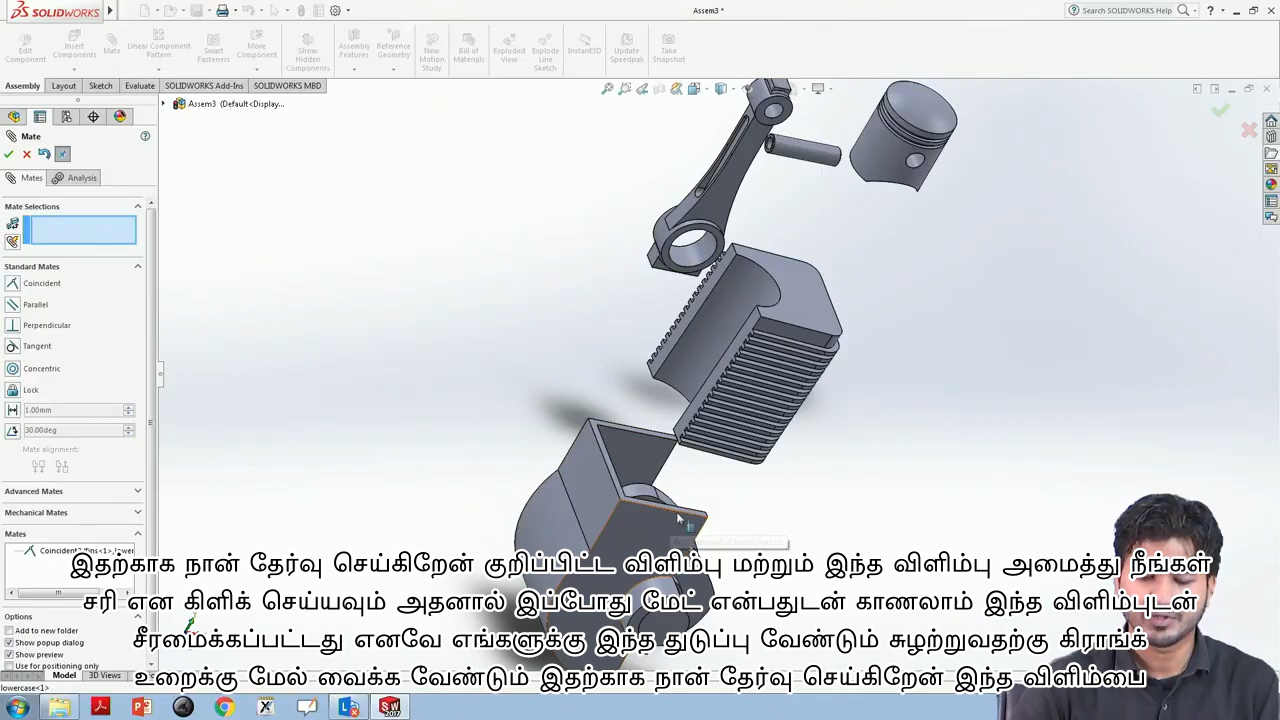 SOLIDWORKS
Assem3 *
Search SOLIDWORKS Help
Edit Component
Insert Components
Mate
Linear Component Pattern
Smart Fasteners
Move Component
Show Hidden Components
Assembly Features
Reference Geometry
New Motion Study
Bill of Materials
Exploded View
Explode Line Sketch
Instant3D
Update Speedpak
Take Snapshot
Assembly Layout Sketch Evaluate SOLIDWORKS Add-Ins SOLIDWORKS MBD
Assem3 (Default<Display...
Mate
Mates Analysis
Mate Selections
Standard Mates
Coincident
Parallel
Perpendicular
Tangent
Concentric
Lock
1.00mm
30.00deg
Mate alignment:
Advanced Mates
Mechanical Mates
Mates
Options
Add to new folder
Show popup dialog
Show preview
Use for positioning only
Model 3D Views
lowercase<1>
இதற்காக நான் தேர்வு செய்கிறேன் குறிப்பிட்ட விளிம்பு மற்றும் இந்த விளிம்பு அமைத்து நீங்கள்
சரி என கிளிக் செய்யவும் அதனால் இப்போது மேட் என்பதுடன் காணலாம் இந்த விளிம்புடன்
சீரமைக்கப்பட்டது எனவே எங்களுக்கு இந்த துடுப்பு வேண்டும் சுழற்றுவதற்கு கிராங்க்
உறைக்கு மேல் வைக்க வேண்டும் இதற்காக நான் தேர்வு செய்கிறேன் இந்த விளிம்பை